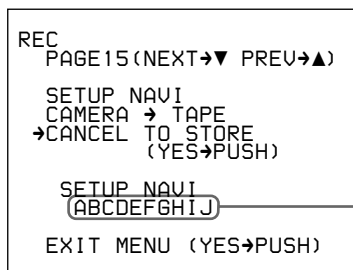 REC
PAGE15(NEXT→▼ PREV→▲)
SETUP NAVI
CAMERA → TAPE
→CANCEL TO STORE
(YES→PUSH)
SETUP NAVI
ABCDEFGHIJ
EXIT MENU (YES→PUSH)